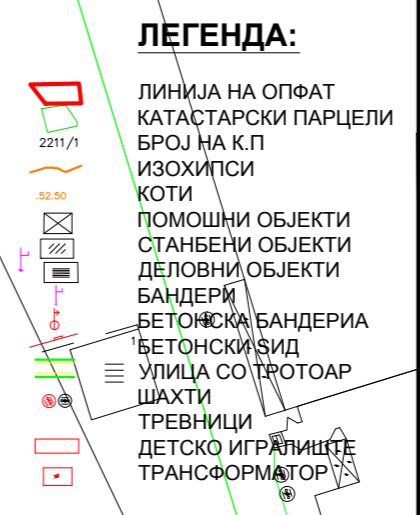 ЛЕГЕНДА:
ЛИНИЈА НА ОПФАТ
КАТАСТАРСКИ ПАРЦЕЛИ
2211/1 БРОЈ НА К.П
ИЗОХИПСИ
.52.50 КОТИ
ПОМОШНИ ОБЈЕКТИ
СТАНБЕНИ ОБЈЕКТИ
ДЕЛОВНИ ОБЈЕКТИ
БАНДЕРИ
БЕТОНСКА БАНДЕРИА
1 БЕТОНСКИ ЅИД
УЛИЦА СО ТРОТОАР
ШАХТИ
ТРЕВНИЦИ
ДЕТСКО ИГРАЛИШТЕ
ТРАНСФОРМАТОР